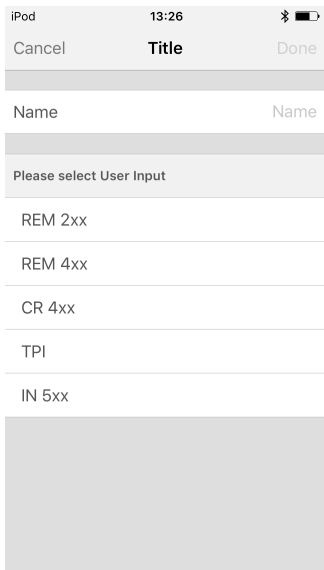 iPod 13:26
Cancel Title Done
Name Name
Please select User Input
REM 2xx
REM 4xx
CR 4xx
TPI
IN 5xx